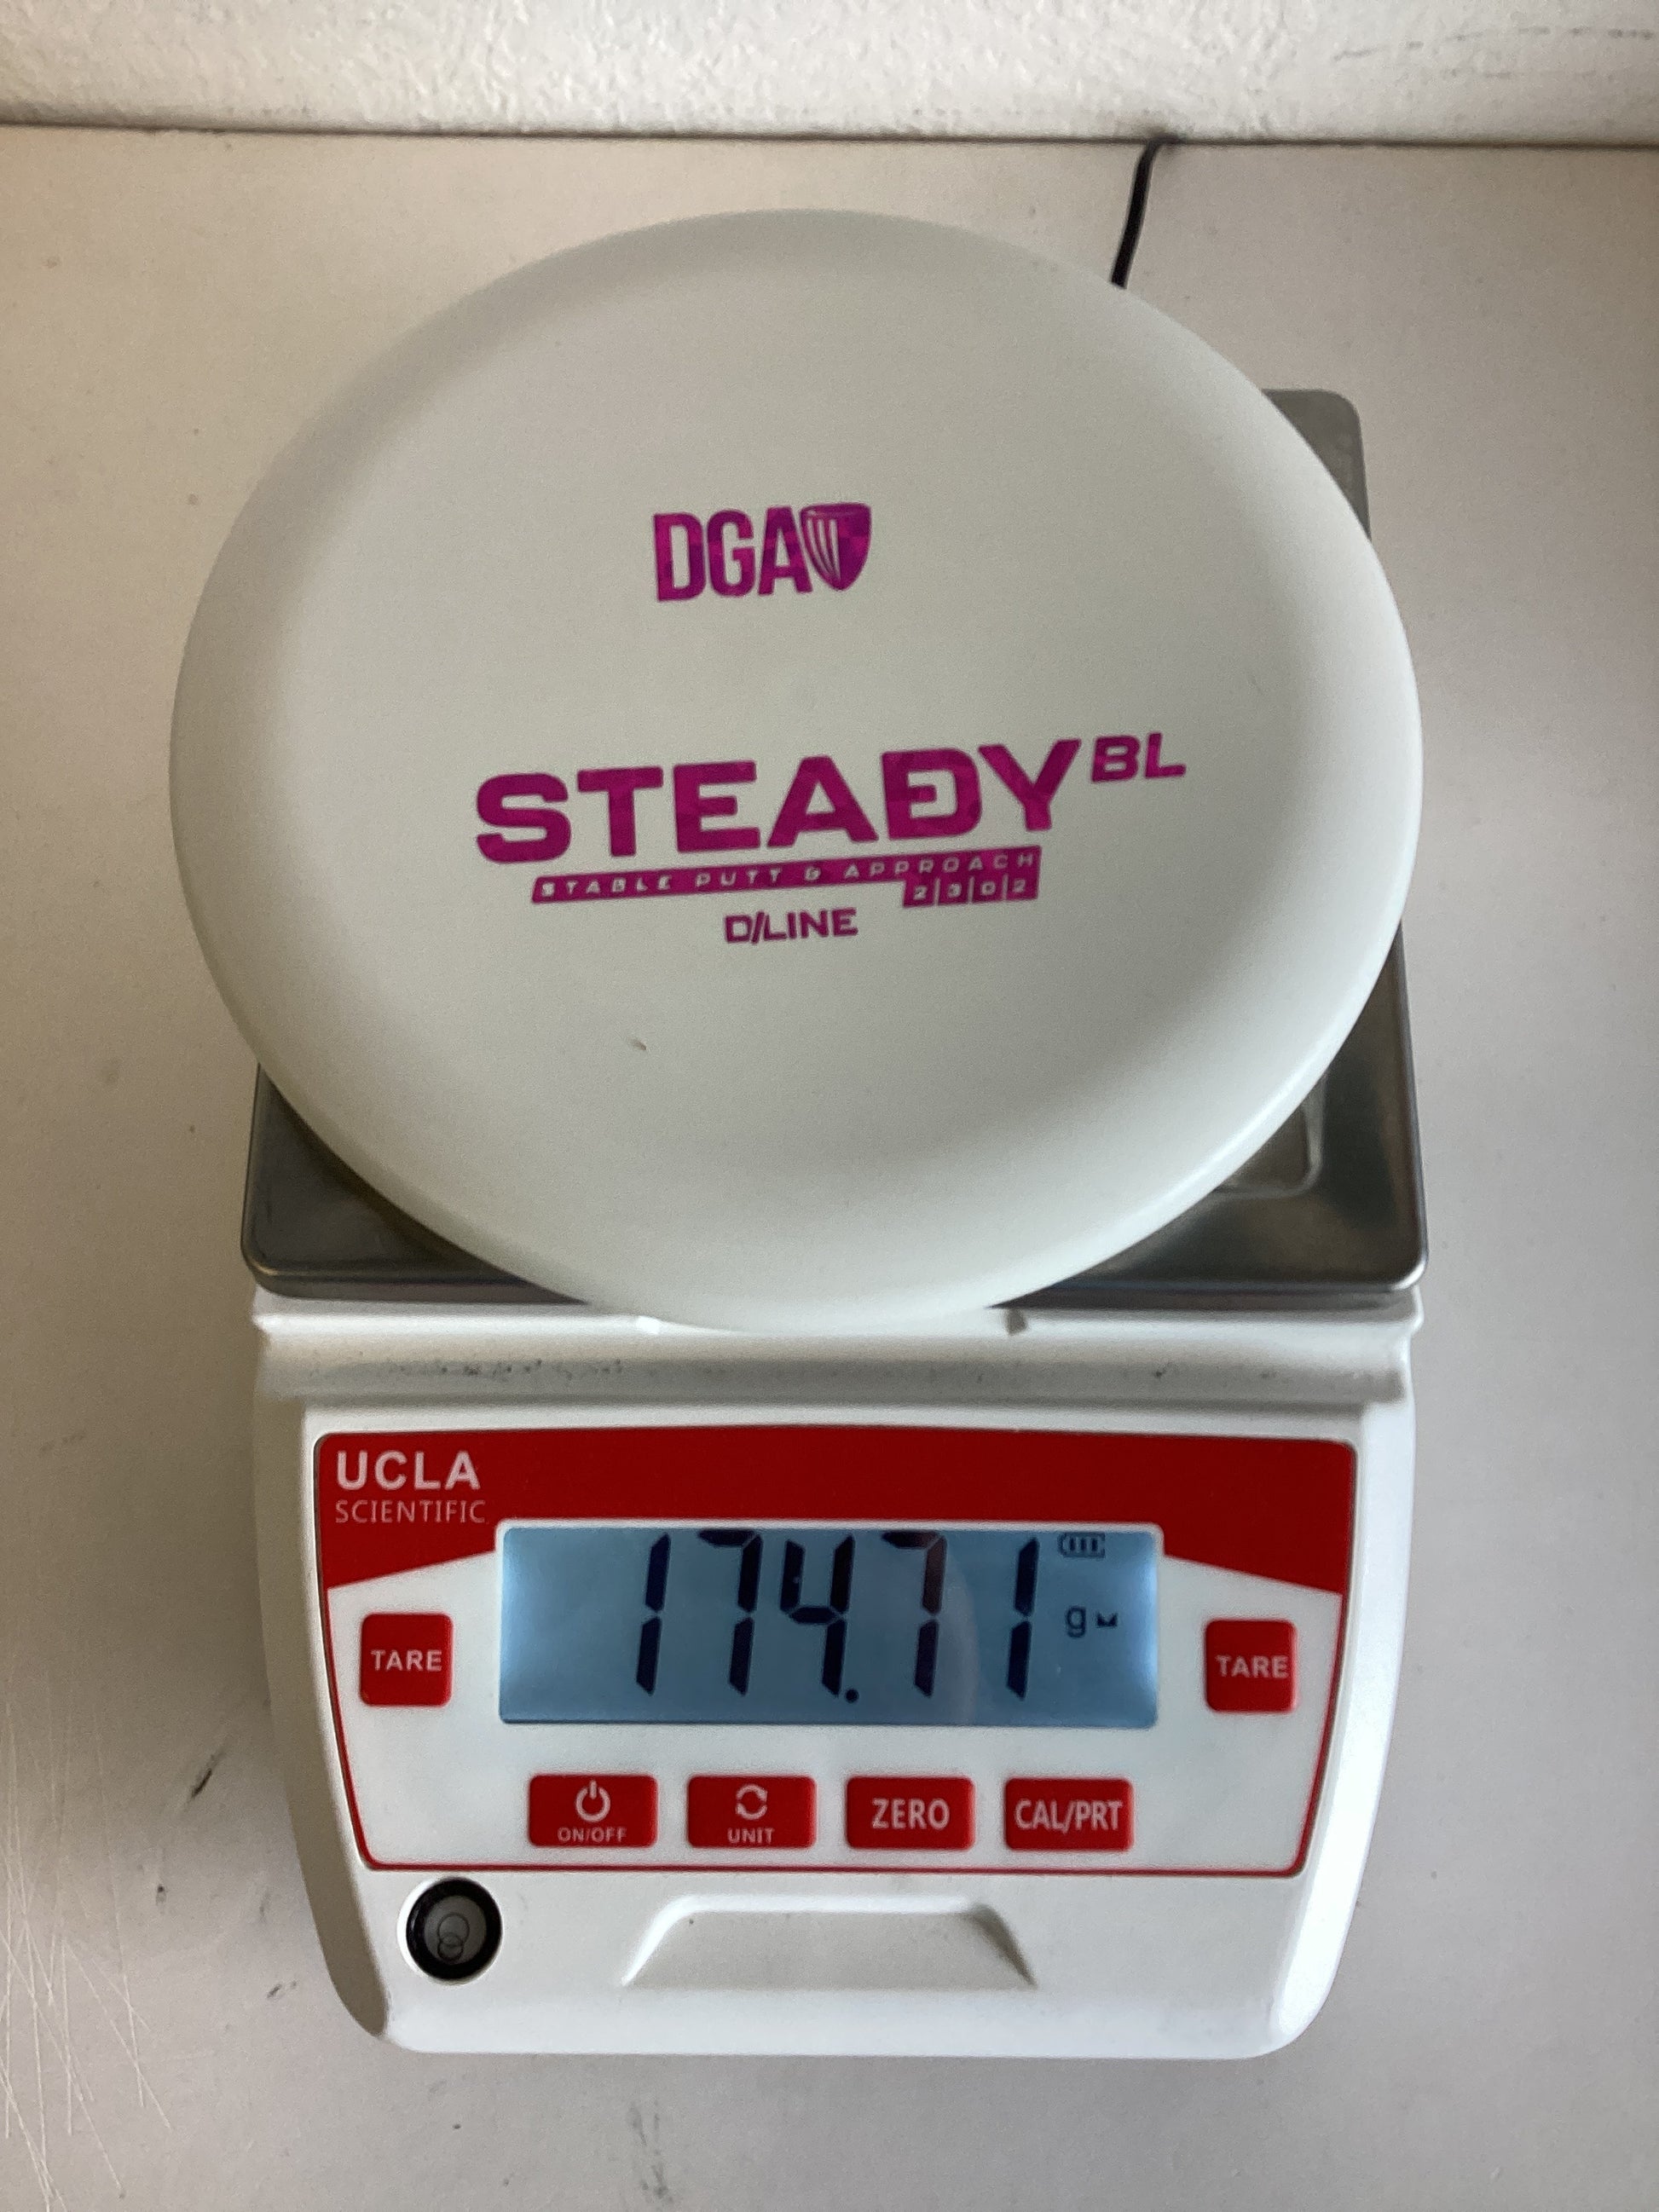 DGA
STEADY BL
STABLE PUTT & APPROACH
2|3|0|2
D/LINE
UCLA
SCIENTIFIC
174.71
g
TARE
TARE
ON/OFF
UNIT
ZERO
CAL/PRT